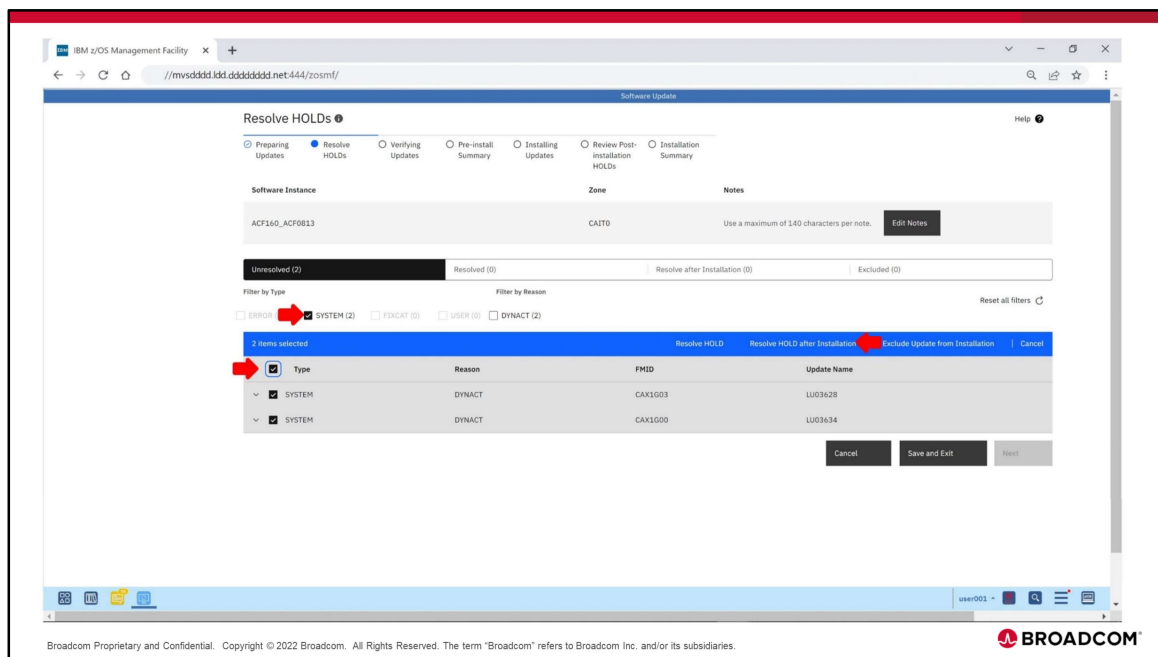 IBM IBM z/OS Management Facility × +
//mvsdddd.ldd.dddddddd.net:444/zosmf/
Software Update
Resolve HOLDs
Help
Preparing Updates
Resolve HOLDs
Verifying Updates
Pre-install Summary
Installing Updates
Review Post-installation HOLDs
Installation Summary
Software Instance Zone Notes
ACF160_ACF0813 CAIT0 Use a maximum of 140 characters per note. Edit Notes
Unresolved (2) Resolved (0) Resolve after Installation (0) Excluded (0)
Filter by Type Filter by Reason
Reset all filters
ERROR SYSTEM (2) FIXCAT (0) USER (0) DYNACT (2)
2 items selected Resolve HOLD Resolve HOLD after Installation Exclude Update from Installation | Cancel
Type Reason FMID Update Name
SYSTEM DYNACT CAX1G03 LU03628
SYSTEM DYNACT CAX1G00 LU03634
Cancel Save and Exit Next
user001
Broadcom Proprietary and Confidential. Copyright © 2022 Broadcom. All Rights Reserved. The term “Broadcom” refers to Broadcom Inc. and/or its subsidiaries.
BROADCOM®